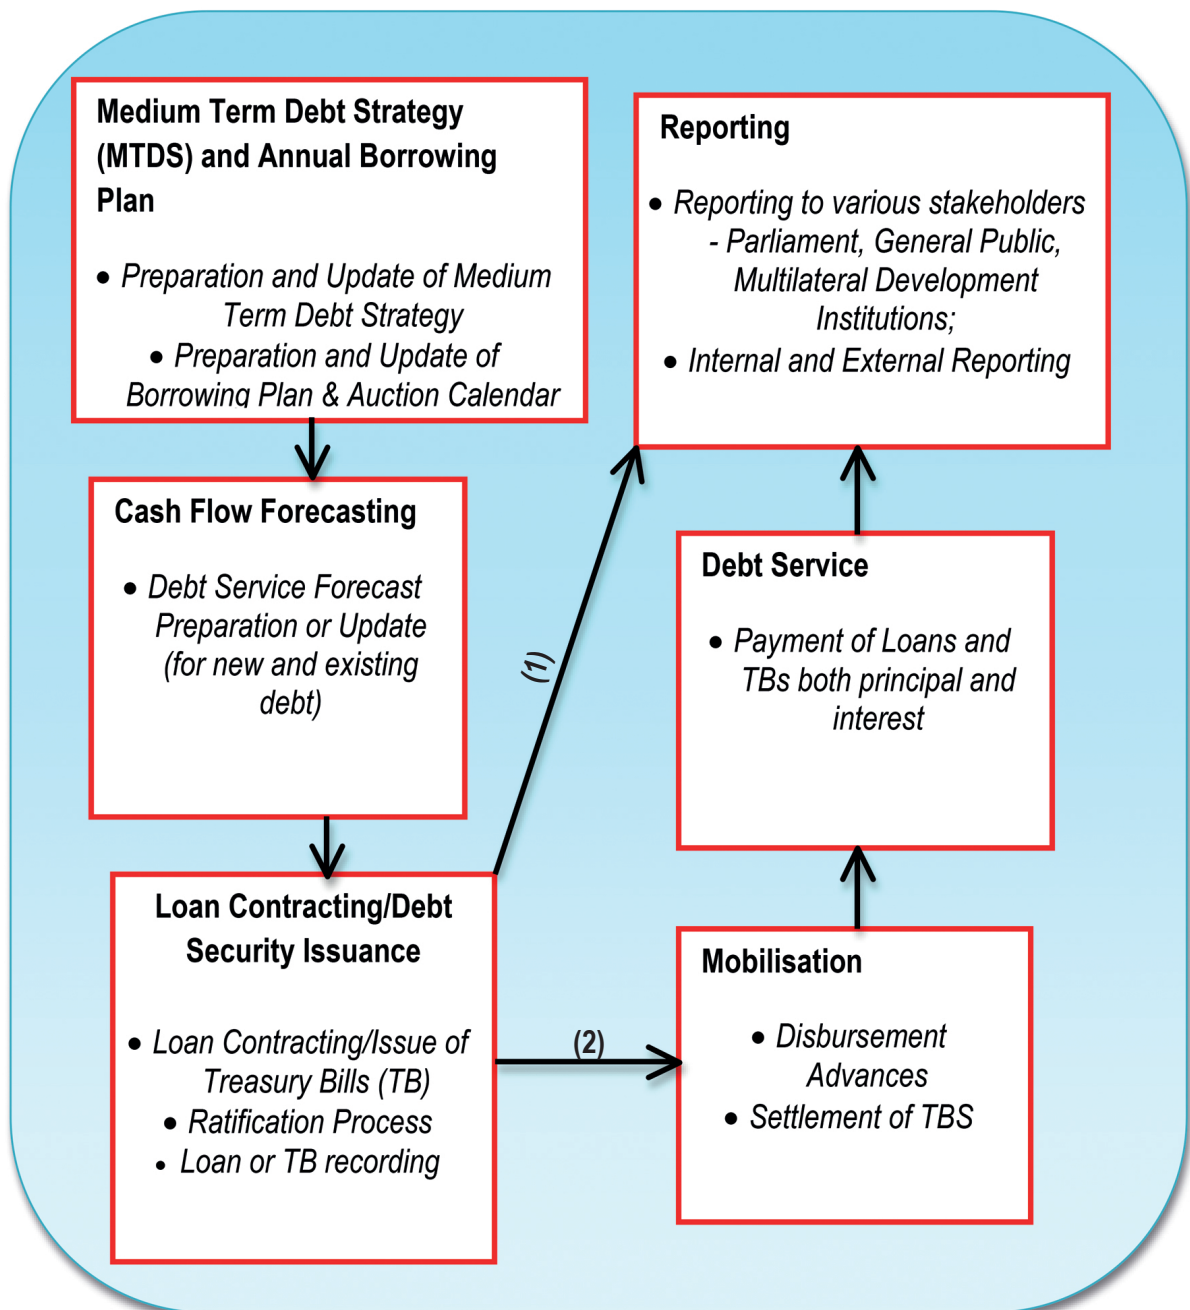 Medium Term Debt Strategy
(MTDS) and Annual Borrowing
Plan
• Preparation and Update of Medium
Term Debt Strategy
• Preparation and Update of
Borrowing Plan & Auction Calendar
Cash Flow Forecasting
• Debt Service Forecast
Preparation or Update
(for new and existing
debt)
Loan Contracting/Debt
Security Issuance
• Loan Contracting/Issue of
Treasury Bills (TB)
• Ratification Process
• Loan or TB recording
(1)
(2)
Reporting
• Reporting to various stakeholders
- Parliament, General Public,
Multilateral Development
Institutions;
• Internal and External Reporting
Debt Service
• Payment of Loans and
TBs both principal and
interest
Mobilisation
• Disbursement
Advances
• Settlement of TBS